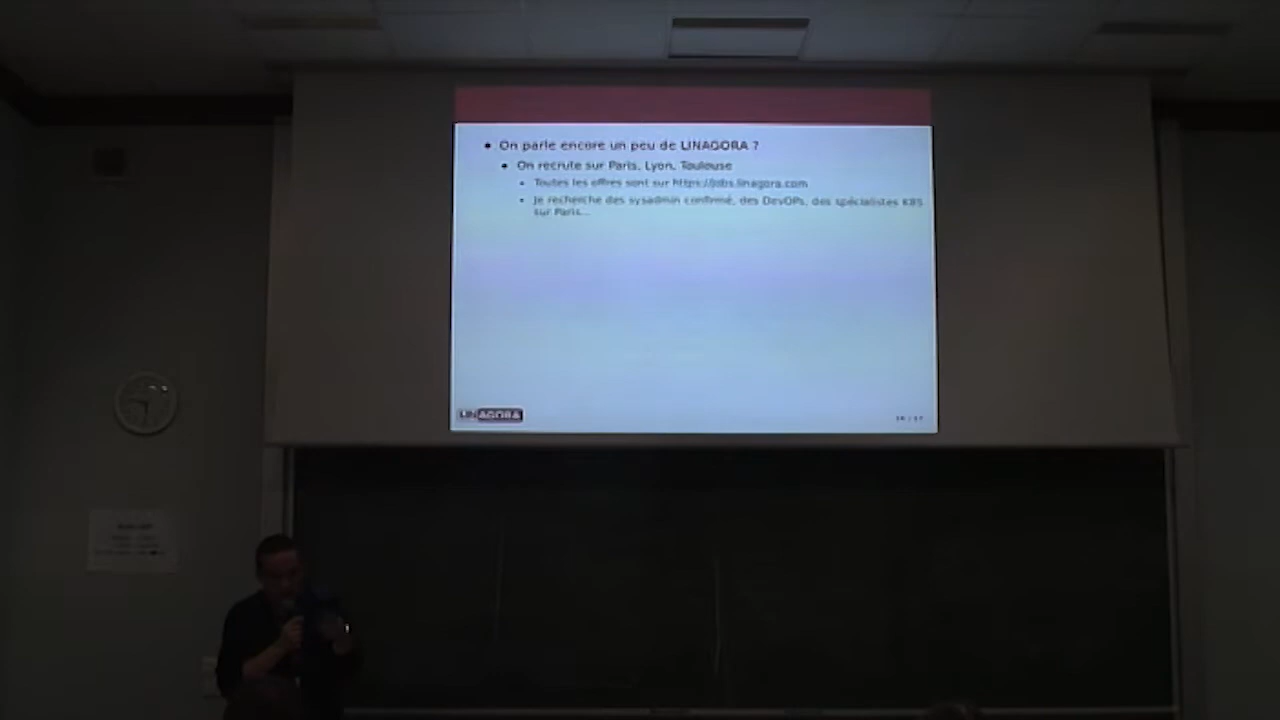 On parle encore un peu de LINAGORA ?
On recrute sur Paris, Lyon, Toulouse
Toutes les offres sont sur https://jobs.linagora.com
Je recherche des sysadmin confirmé, des DevOPs, des spécialistes K8S
sur Paris...
LINAGORA